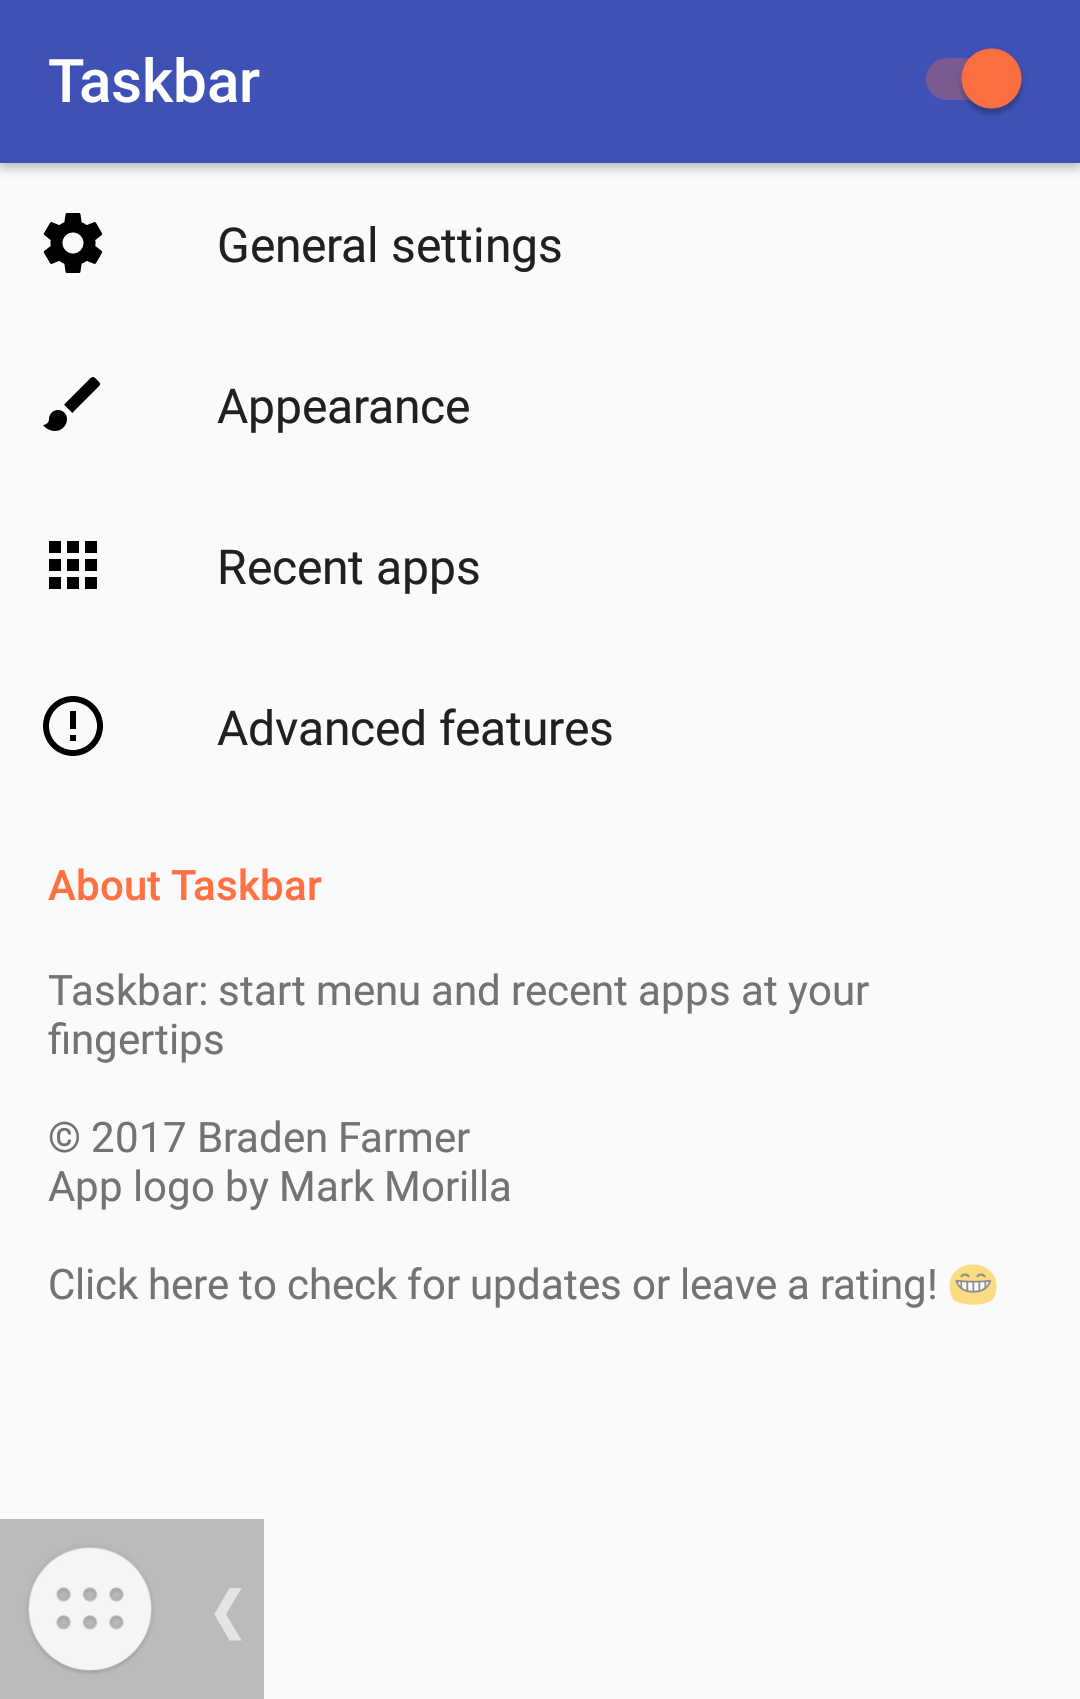 Taskbar
General settings
Appearance
Recent apps
Advanced features
About Taskbar
Taskbar: start menu and recent apps at your
fingertips
© 2017 Braden Farmer
App logo by Mark Morilla
Click here to check for updates or leave a rating! 😁